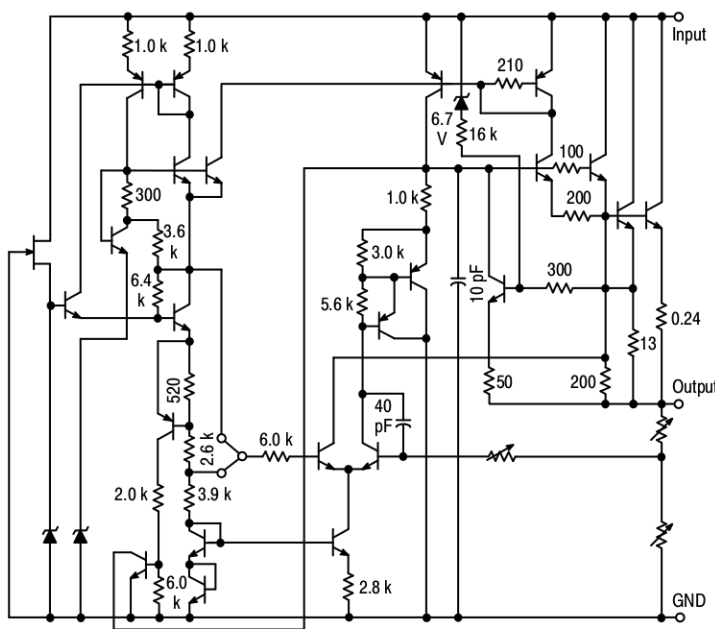 Input
1.0 k
1.0 k
210
6.7
V
16 k
100
300
1.0 k
200
3.6
k
3.0 k
6.4
k
5.6 k
10 pF
300
0.24
13
520
50
200
Output
40
pF
2.6 k
6.0 k
2.0 k
3.9 k
6.0
k
2.8 k
GND